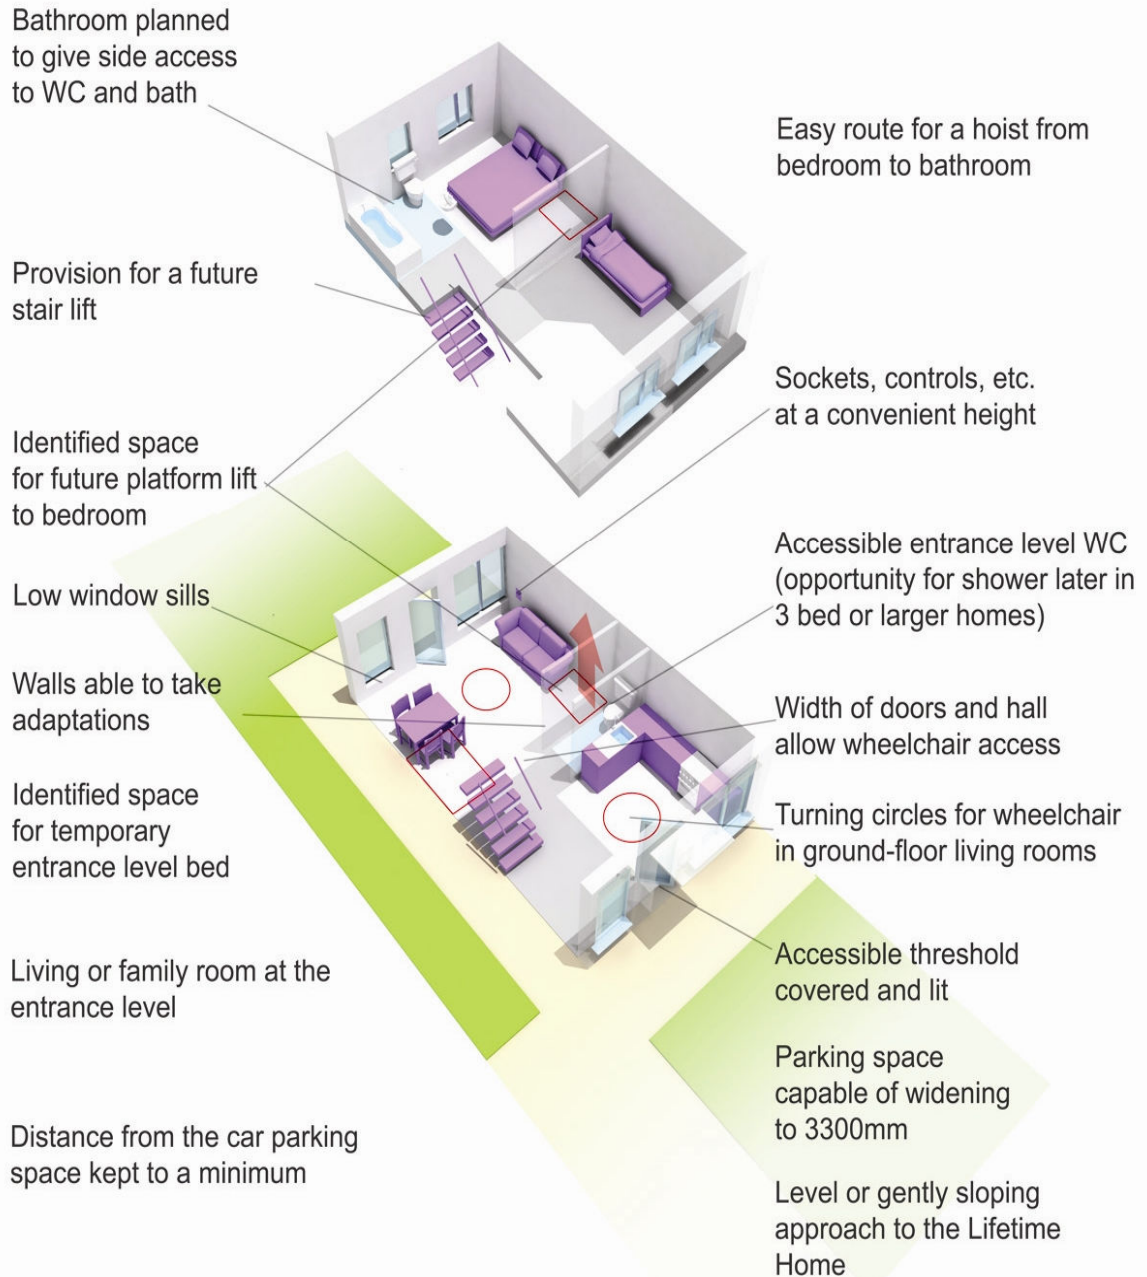 Bathroom planned
to give side access
to WC and bath
Provision for a future
stair lift
Identified space
for future platform lift
to bedroom
Low window sills
Walls able to take
adaptations
Identified space
for temporary
entrance level bed
Living or family room at the
entrance level
Distance from the car parking
space kept to a minimum
Easy route for a hoist from
bedroom to bathroom
Sockets, controls, etc.
at a convenient height
Accessible entrance level WC
(opportunity for shower later in
3 bed or larger homes)
Width of doors and hall
allow wheelchair access
Turning circles for wheelchair
in ground-floor living rooms
Accessible threshold
covered and lit
Parking space
capable of widening
to 3300mm
Level or gently sloping
approach to the Lifetime
Home